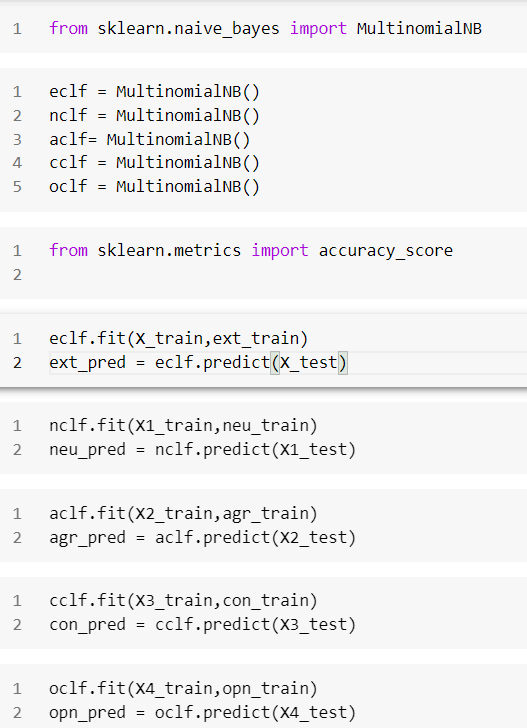 1 from sklearn.naive_bayes import MultinomialNB
1 eclf = MultinomialNB()
2 nclf = MultinomialNB()
3 aclf= MultinomialNB()
4 cclf = MultinomialNB()
5 oclf = MultinomialNB()
1 from sklearn.metrics import accuracy_score
2
1 eclf.fit(X_train,ext_train)
2 ext_pred = eclf.predict(X_test)
1 nclf.fit(X1_train,neu_train)
2 neu_pred = nclf.predict(X1_test)
1 aclf.fit(X2_train,agr_train)
2 agr_pred = aclf.predict(X2_test)
1 cclf.fit(X3_train,con_train)
2 con_pred = cclf.predict(X3_test)
1 oclf.fit(X4_train,opn_train)
2 opn_pred = oclf.predict(X4_test)